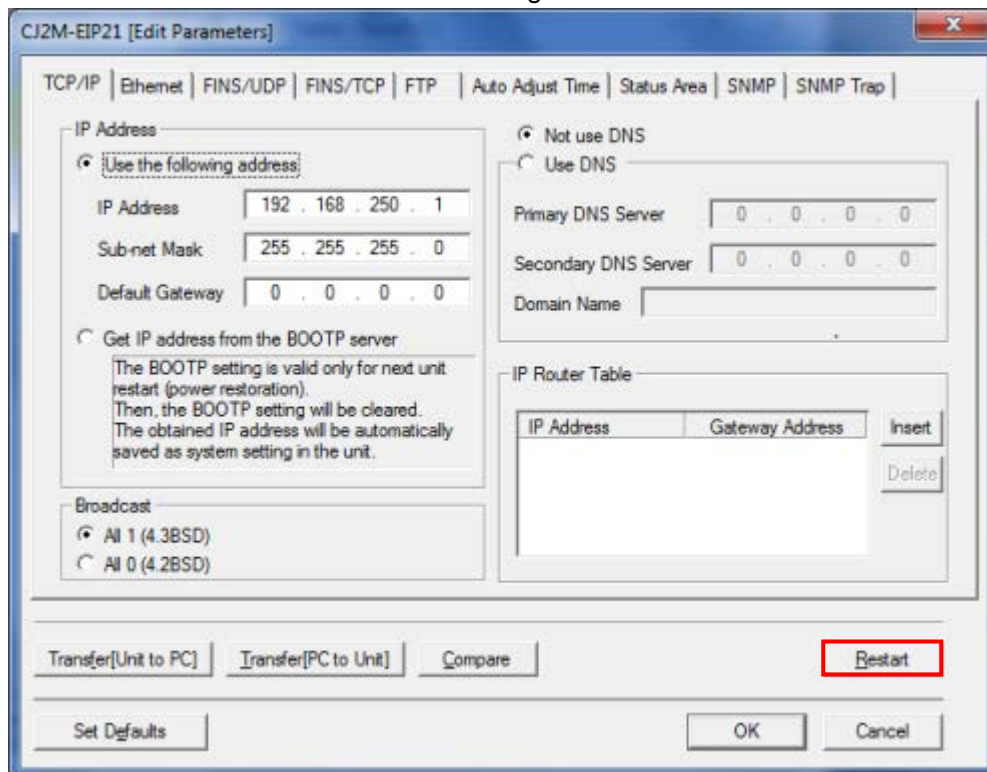 CJ2M-EIP21 [Edit Parameters]
TCP/IP Ethernet FINS/UDP FINS/TCP FTP Auto Adjust Time Status Area SNMP SNMP Trap
IP Address
Use the following address
IP Address 192 . 168 . 250 . 1
Sub-net Mask 255 . 255 . 255 . 0
Default Gateway 0 . 0 . 0 . 0
Get IP address from the BOOTP server
The BOOTP setting is valid only for next unit
restart (power restoration).
Then, the BOOTP setting will be cleared.
The obtained IP address will be automatically
saved as system setting in the unit.
Broadcast
All 1 (4.3BSD)
All 0 (4.2BSD)
Not use DNS
Use DNS
Primary DNS Server 0 . 0 . 0 . 0
Secondary DNS Server 0 . 0 . 0 . 0
Domain Name
IP Router Table
IP Address Gateway Address
Insert
Delete
Transfer[Unit to PC] Transfer[PC to Unit] Compare Restart
Set Defaults OK Cancel